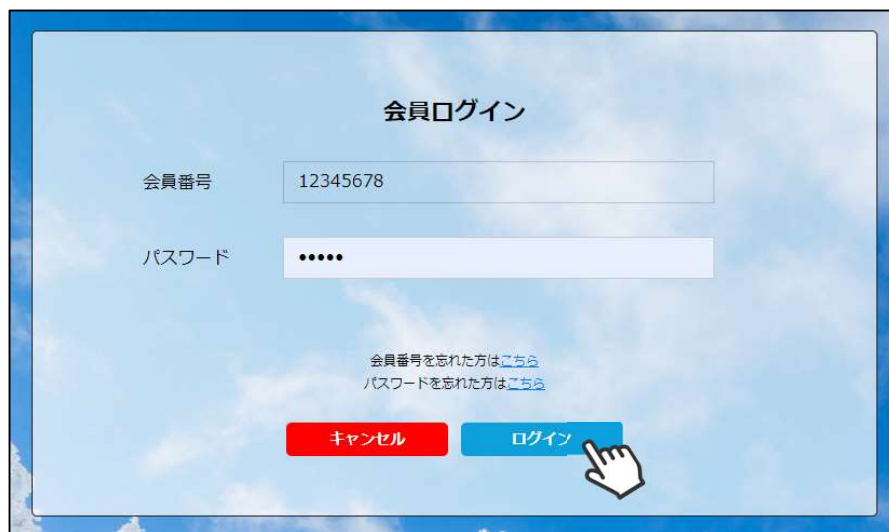 会員ログイン
会員番号 12345678
パスワード •••••
会員番号を忘れた方はこちら
パスワードを忘れた方はこちら
キャンセル ログイン